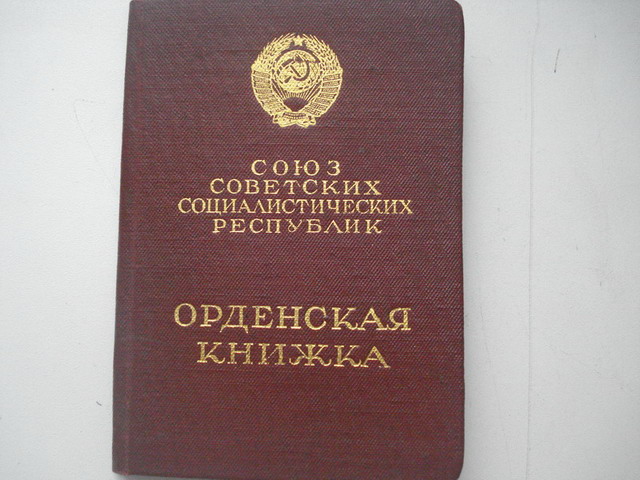 СОЮЗ
СОВЕТСКИХ
СОЦИАЛИСТИЧЕСКИХ
РЕСПУБЛИК
ОРДЕНСКАЯ
КНИЖКА